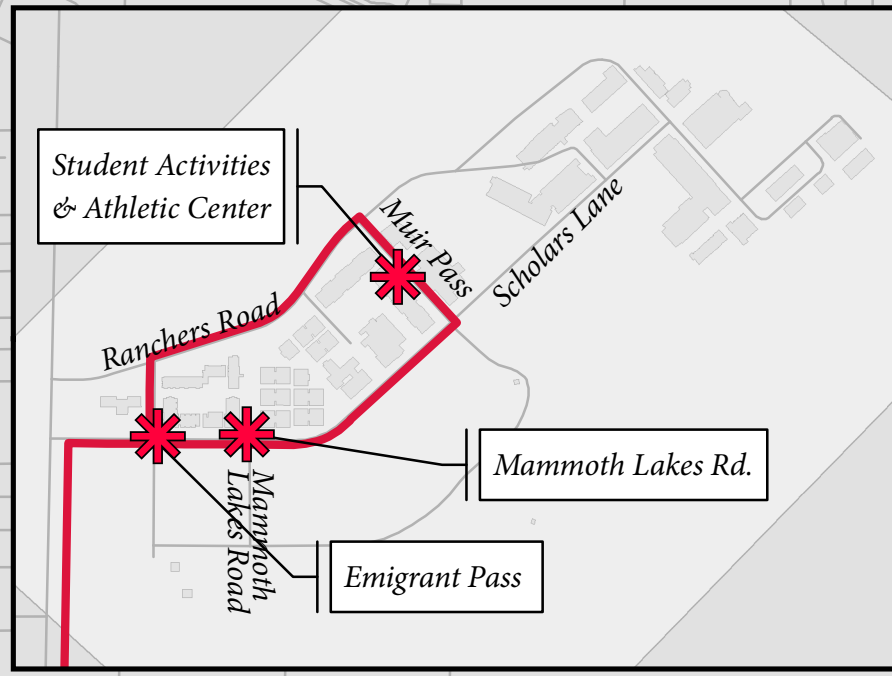 Student Activities
& Athletic Center
Muir Pass
Scholars Lane
Ranchers Road
Mammoth Lakes Rd.
Mammoth
Lakes Road
Emigrant Pass